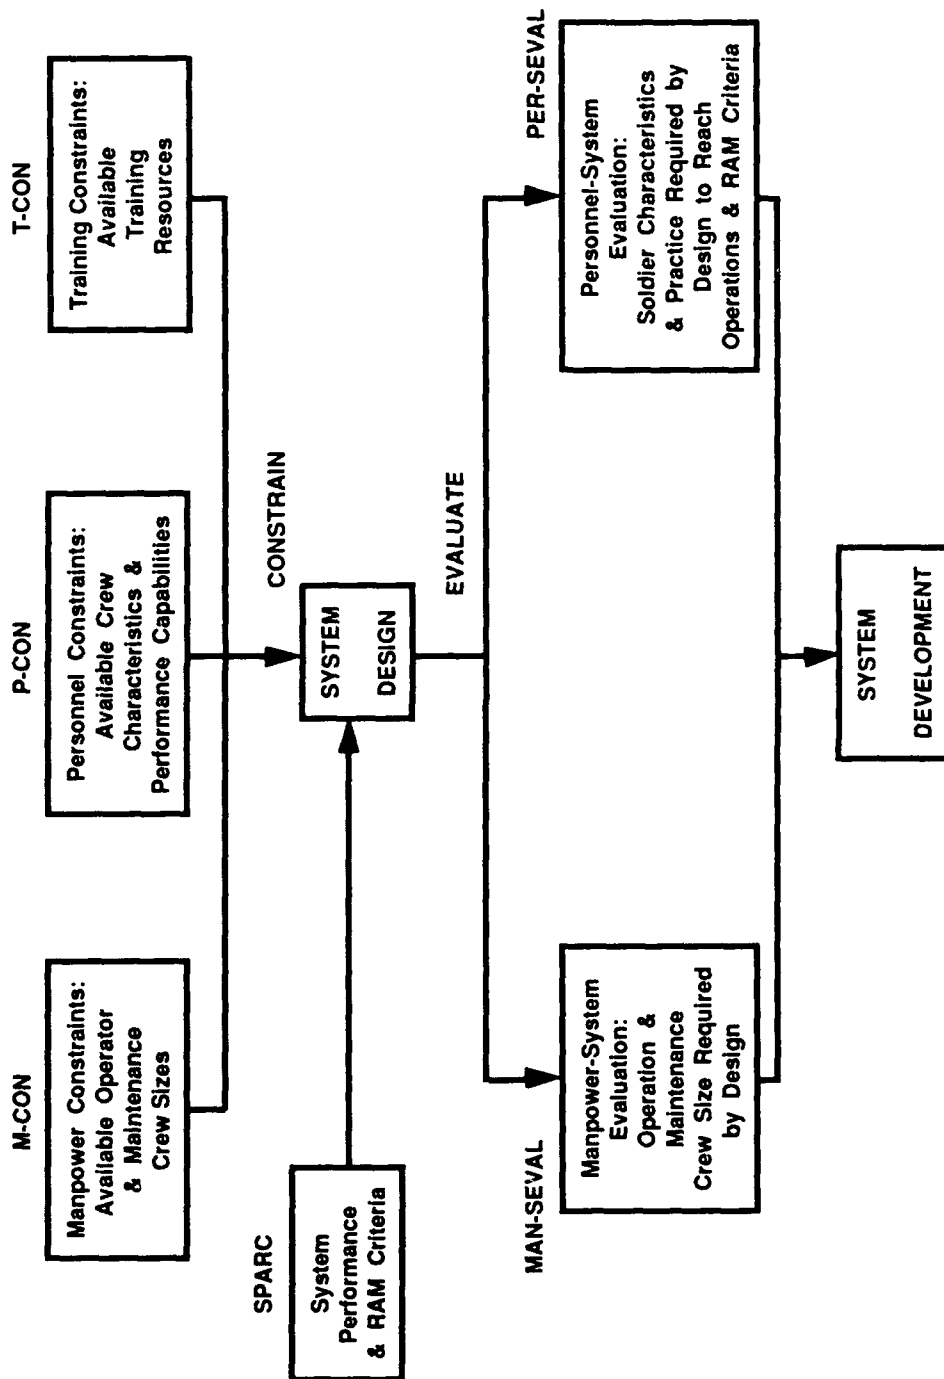 M-CON
Manpower Constraints:
Available Operator
& Maintenance
Crew Sizes
P-CON
Personnel Constraints:
Available Crew
Characteristics &
Performance Capabilities
T-CON
Training Constraints:
Available
Training
Resources
SPARC
System
Performance
& RAM Criteria
CONSTRAIN
SYSTEM
DESIGN
EVALUATE
MAN-SEVAL
Manpower-System
Evaluation:
Operation &
Maintenance
Crew Size Required
by Design
PER-SEVAL
Personnel-System
Evaluation:
Soldier Characteristics
& Practice Required by
Design to Reach
Operations & RAM Criteria
SYSTEM
DEVELOPMENT